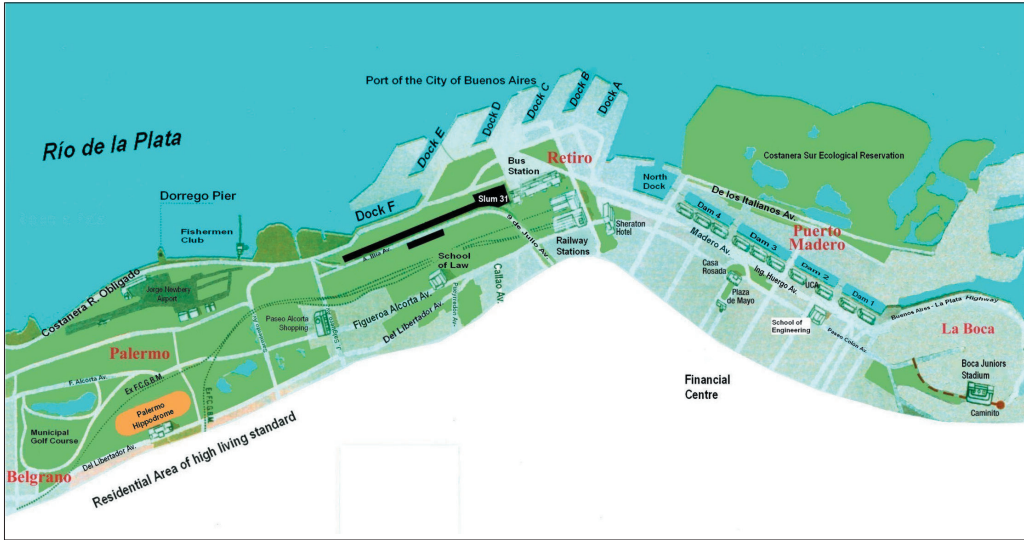 Port of the City of Buenos Aires
Dock F
Dock E
Dock D
Dock C
Dock B
Dock A
Río de la Plata
Dorrego Pier
Fishermen
Club
Costanera R. Obligado
Jorge Newbery
Airport
Slum 31
A. Illia Av.
Bus
Station
Retiro
9 de Julio Av.
Railway
Stations
Sheraton
Hotel
School
of Law
Callao Av.
Pueyrredon Av.
Figueroa Alcorta Av.
Del Libertador Av.
Paseo Alcorta
Shopping
Palermo
F. Alcorta Av.
Ex F.C.G.B.M.
Ex F.C.G.B.M.
Palermo
Hippodrome
Municipal
Golf Course
Del Libertador Av.
Belgrano
Residential Area of high living standard
North
Dock
Costanera Sur Ecological Reservation
De los Italianos Av.
Puerto
Madero
Dam 4
Dam 3
Dam 2
Dam 1
Madero Av.
Ing. Huergo Av.
UCA
Casa
Rosada
Plaza
de Mayo
School of
Engineering
Paseo Colón Av.
Buenos Aires - La Plata Highway
La Boca
Boca Juniors
Stadium
Caminito
Financial
Centre